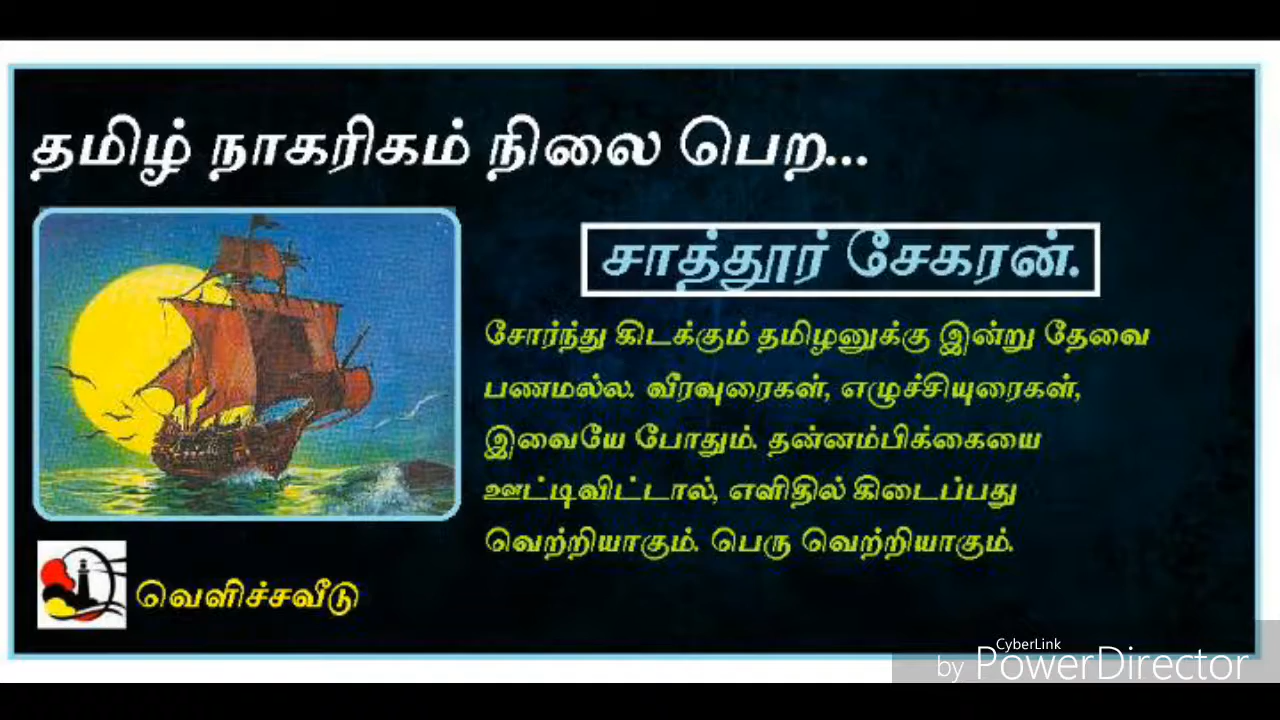 தமிழ் நாகரிகம் நிலை பெற...
சாத்தூர் சேகரன்.
சோர்ந்து கிடக்கும் தமிழனுக்கு இன்று தேவை
பணமல்ல. வீரவுரைகள், எழுச்சியுரைகள்,
இவையே போதும். தன்னம்பிக்கையை
ஊட்டிவிட்டால், எளிதில் கிடைப்பது
வெற்றியாகும். பெரு வெற்றியாகும்.
வெளிச்சவீடு
CyberLink
by PowerDirector